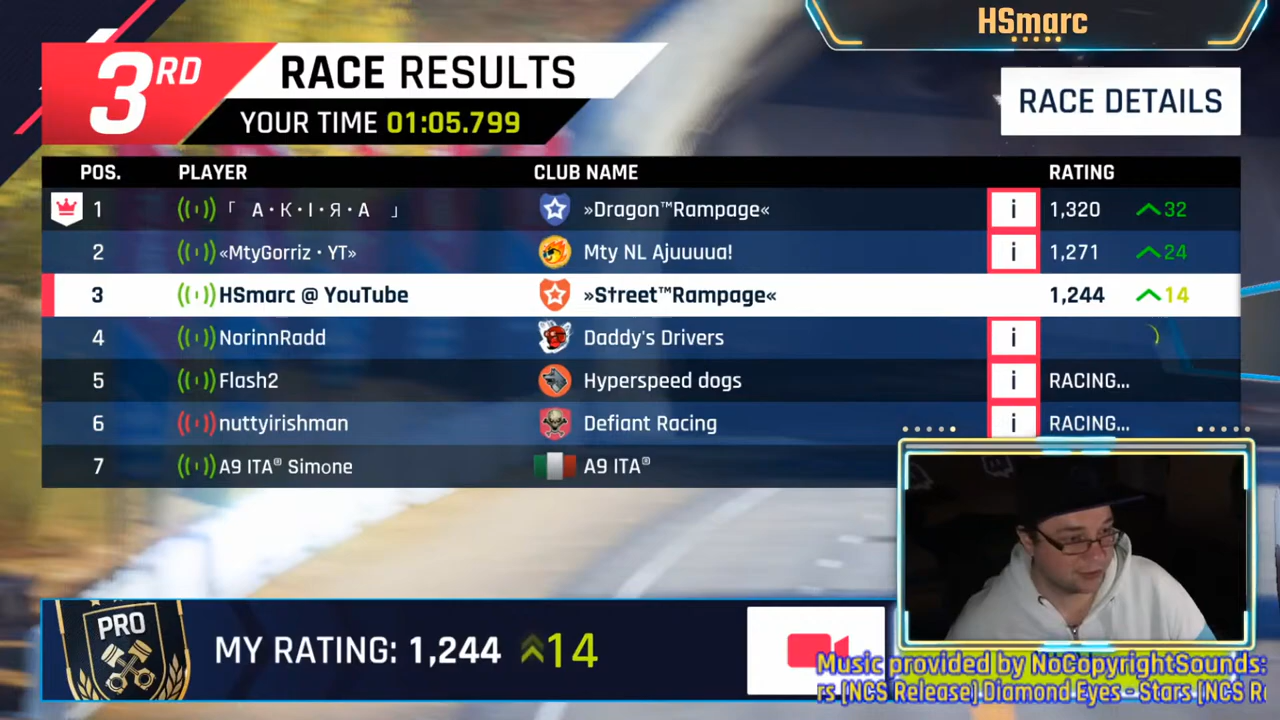 HSmarc
3RD
RACE RESULTS
YOUR TIME 01:05.799
RACE DETAILS
POS. PLAYER CLUB NAME RATING
1 「 A・K・I・Я・A 」 »Dragon™Rampage« i 1,320 32
2 «MtyGorriz・YT» Mty NL Ajuuuua! i 1,271 24
3 HSmarc @ YouTube »Street™Rampage« 1,244 14
4 NorinnRadd Daddy's Drivers i
5 Flash2 Hyperspeed dogs i RACING...
6 nuttyirishman Defiant Racing i RACING...
7 A9 ITA® Simone A9 ITA®
PRO
MY RATING: 1,244 14
Music provided by NoCopyrightSounds:
rs [NCS Release] Diamond Eyes - Stars [NCS R